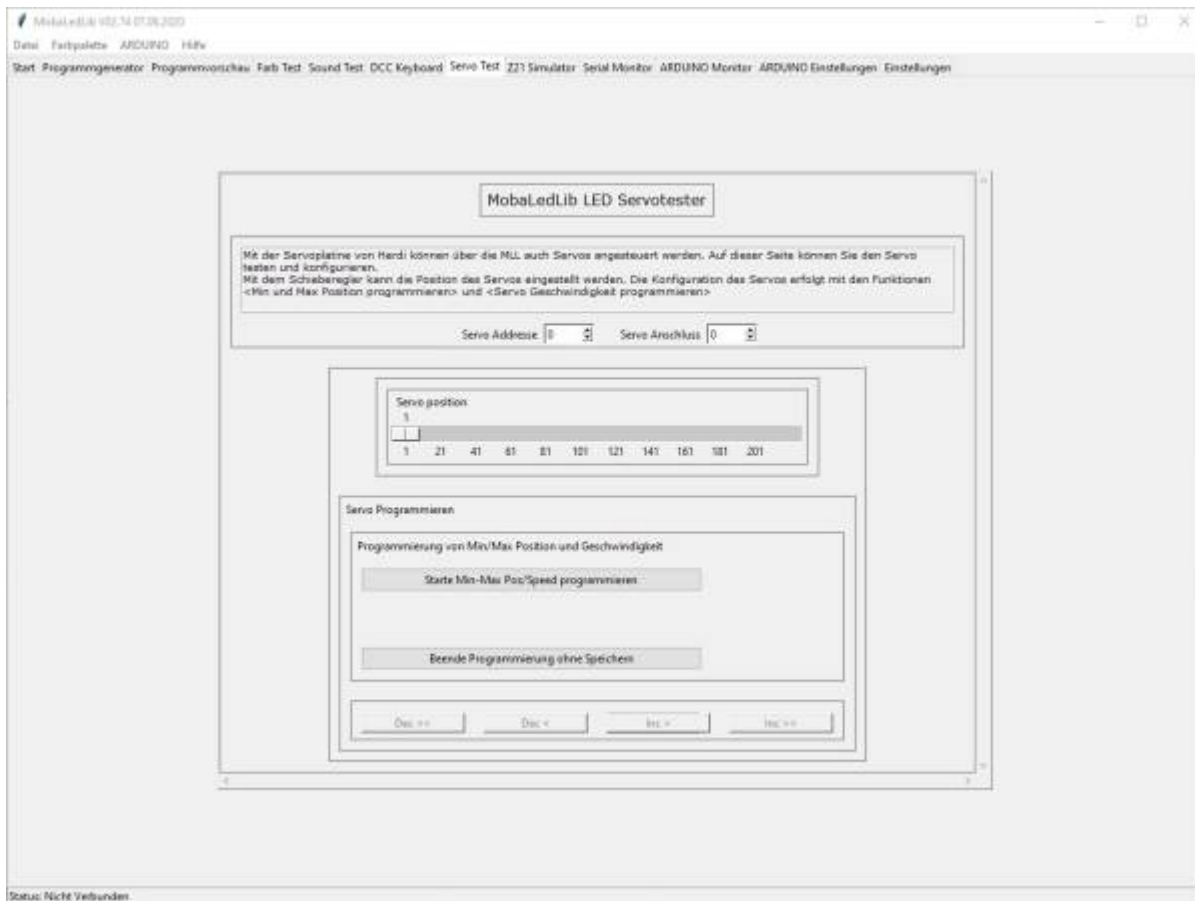 MobaLedLib
Datei Farbpalette ARDUINO Hilfe
Start Programmgenerator Programmvorschau Farb Test Sound Test DCC Keyboard Servo Test Z21 Simulator Serial Monitor ARDUINO Monitor ARDUINO Einstellungen Einstellungen
MobaLedLib LED Servotester
Mit der Servoplatine von Hardi können über die MLL auch Servos angesteuert werden. Auf dieser Seite können Sie den Servo
testen und konfigurieren.
Mit dem Schieberegler kann die Position des Servos eingestellt werden. Die Konfiguration des Servos erfolgt mit den Funktionen
<Min und Max Position programmieren> und <Servo Geschwindigkeit programmieren>
Servo Addresse 0 Servo Anschluss 0
Servo position
1
1 21 41 61 81 101 121 141 161 181 201
Servo Programmieren
Programmierung von Min/Max Position und Geschwindigkeit
Starte Min-Max Pos/Speed programmieren
Beende Programmierung ohne Speichern
Dec << Dec < Inc > Inc >>
Status: Nicht Verbunden